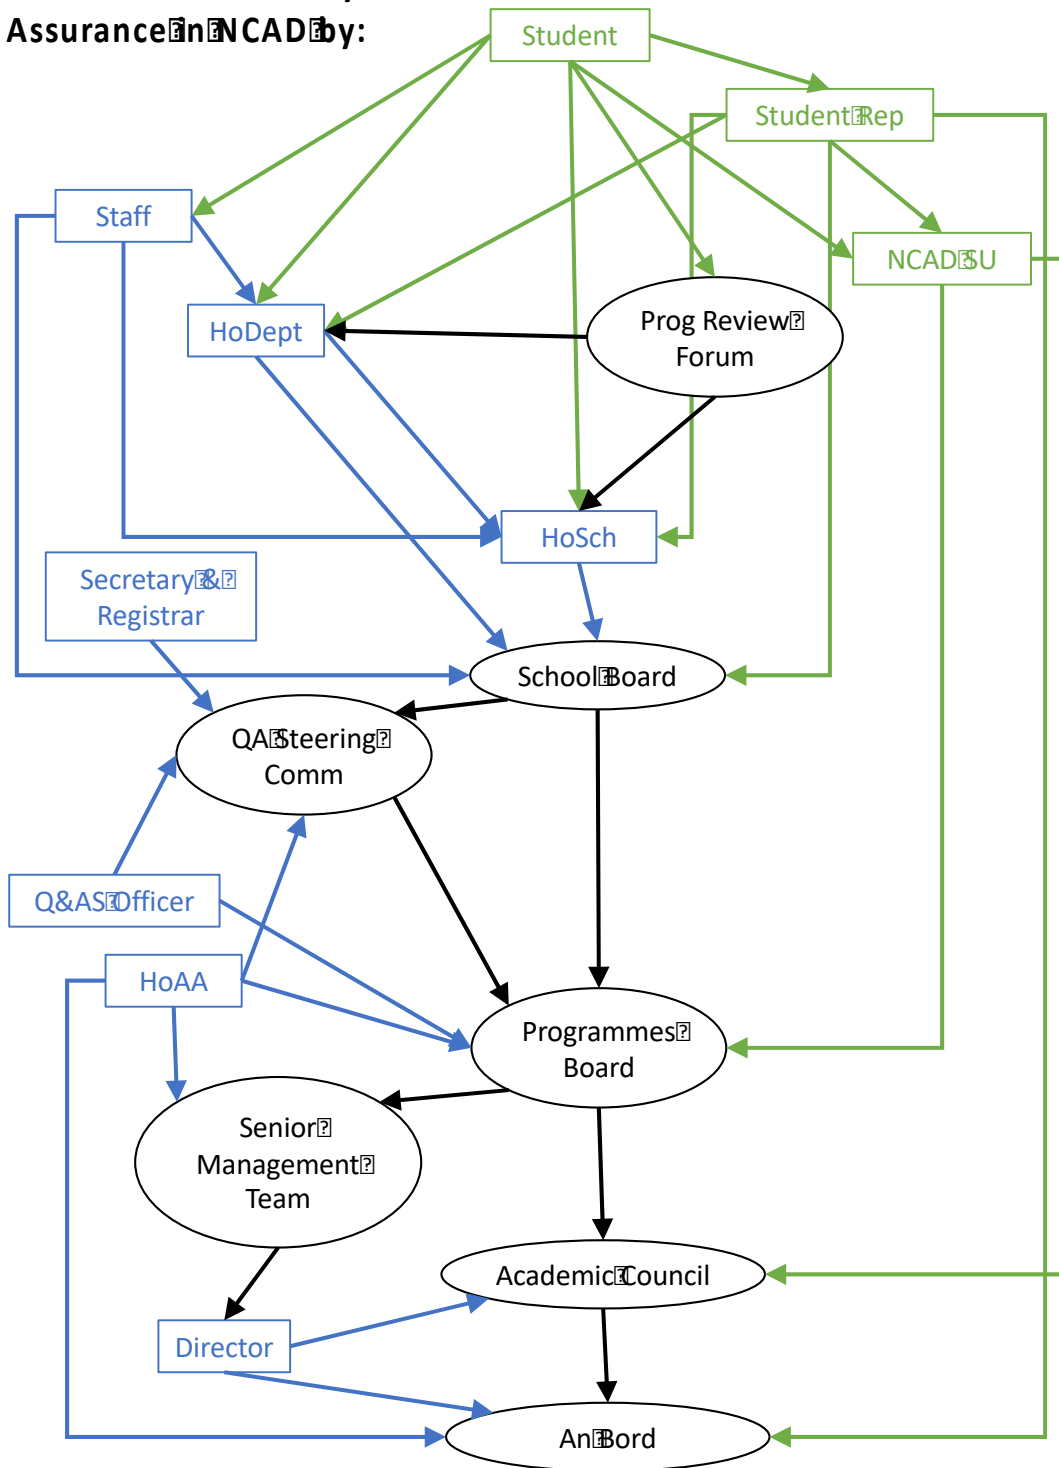 Assurance in NCAD by:
Student
Student Rep
Staff
NCAD SU
HoDept
Prog Review
Forum
HoSch
Secretary &
Registrar
School Board
QA Steering
Comm
Q&AS Officer
HoAA
Programmes
Board
Senior
Management
Team
Academic Council
Director
An Bord